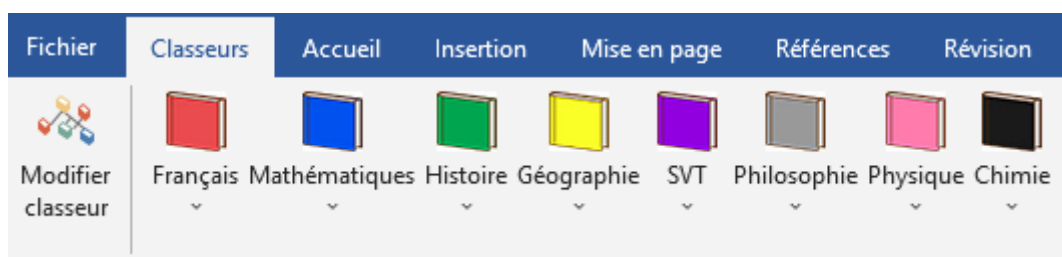 Fichier Classeurs Accueil Insertion Mise en page Références Révision
Modifier classeur
Français Mathématiques Histoire Géographie SVT Philosophie Physique Chimie